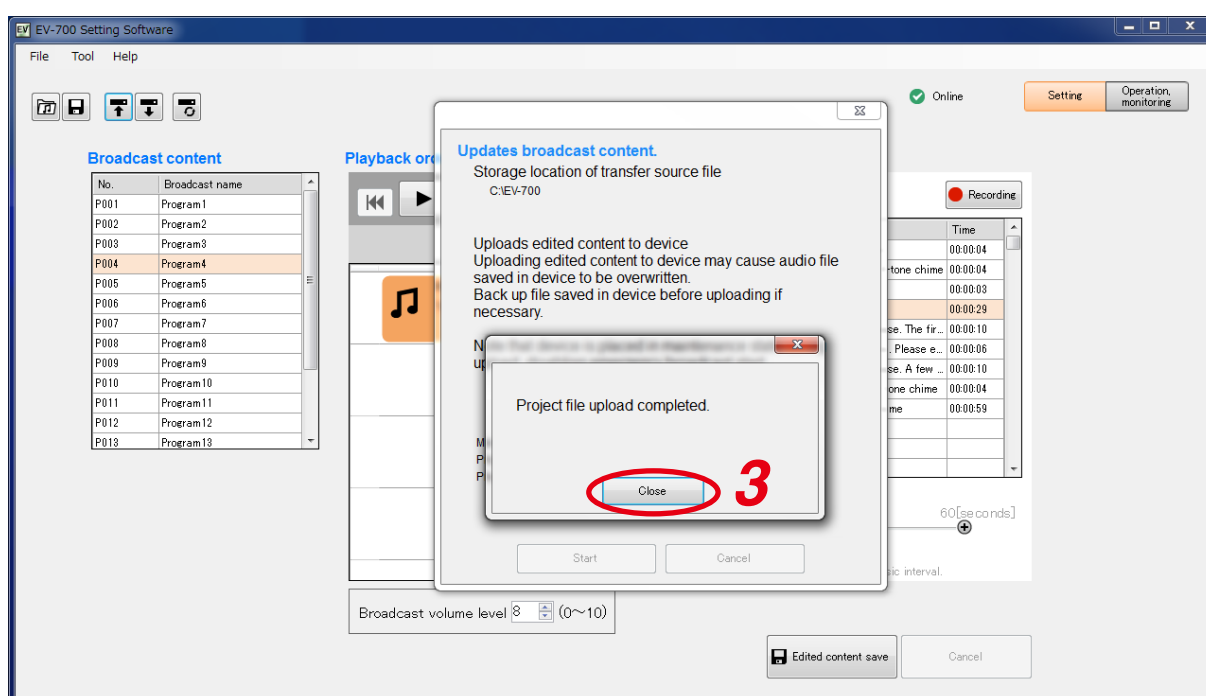 EV-700 Setting Software
File Tool Help
Online
Setting
Operation, monitoring
Broadcast content
No. Broadcast name
P001 Program1
P002 Program2
P003 Program3
P004 Program4
P005 Program5
P006 Program6
P007 Program7
P008 Program8
P009 Program9
P010 Program10
P011 Program11
P012 Program12
P013 Program13
Playback
Updates broadcast content.
Storage location of transfer source file
C:\EV-700
Uploads edited content to device
Uploading edited content to device may cause audio file
saved in device to be overwritten.
Back up file saved in device before uploading if
necessary.
Project file upload completed.
Close
3
Start
Cancel
Recording
Time
00:00:04
-tone chime 00:00:04
00:00:03
00:00:29
se. The fir... 00:00:10
. Please e... 00:00:06
se. A few ... 00:00:10
one chime 00:00:04
me 00:00:59
60[seconds]
sic interval.
Broadcast volume level 8 (0～10)
Edited content save
Cancel